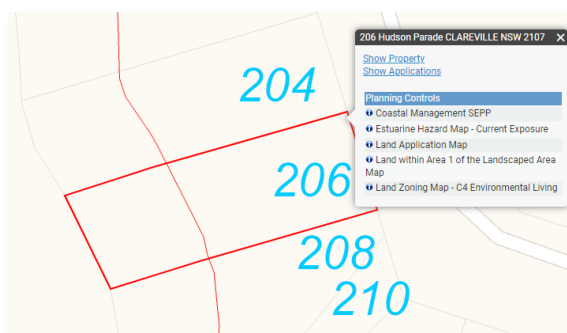 206 Hudson Parade CLAREVILLE NSW 2107 ×
Show Property
Show Applications
Planning Controls
Coastal Management SEPP
Estuarine Hazard Map - Current Exposure
Land Application Map
Land within Area 1 of the Landscaped Area
Map
Land Zoning Map - C4 Environmental Living
204
206
208
210